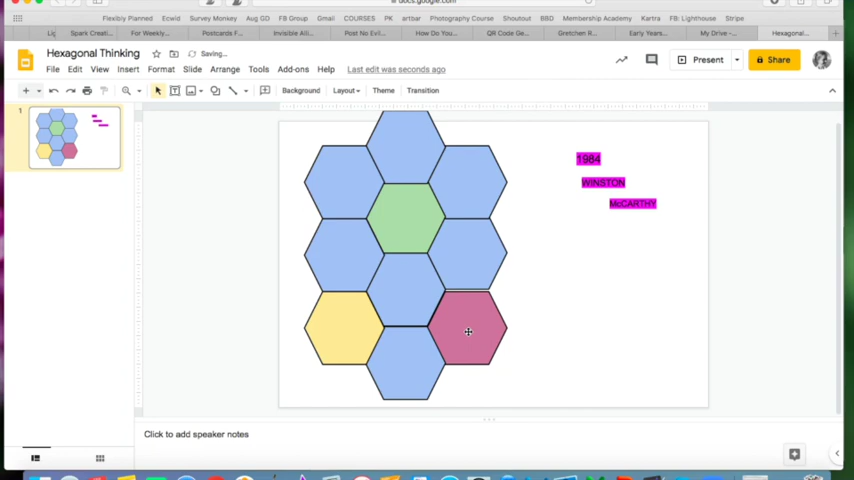 docs.google.com
Flexibly Planned Ecwid Survey Monkey Aug GO FB Group Gmail COURSES PK artbar Photography Course Shoutout BBD Membership Academy Kartra FB: Lighthouse Stripe
Spark Creati... For Weekly... Postcards F... Invisible Alli... Post No Evil... How Do You... QR Code Ge... Gretchen R... Early Years... My Drive -... Hexagonal...
Hexagonal Thinking Saving...
File Edit View Insert Format Slide Arrange Tools Add-ons Help Last edit was seconds ago
Present Share
Background Layout Theme Transition
1
1984
WINSTON
McCARTHY
Click to add speaker notes